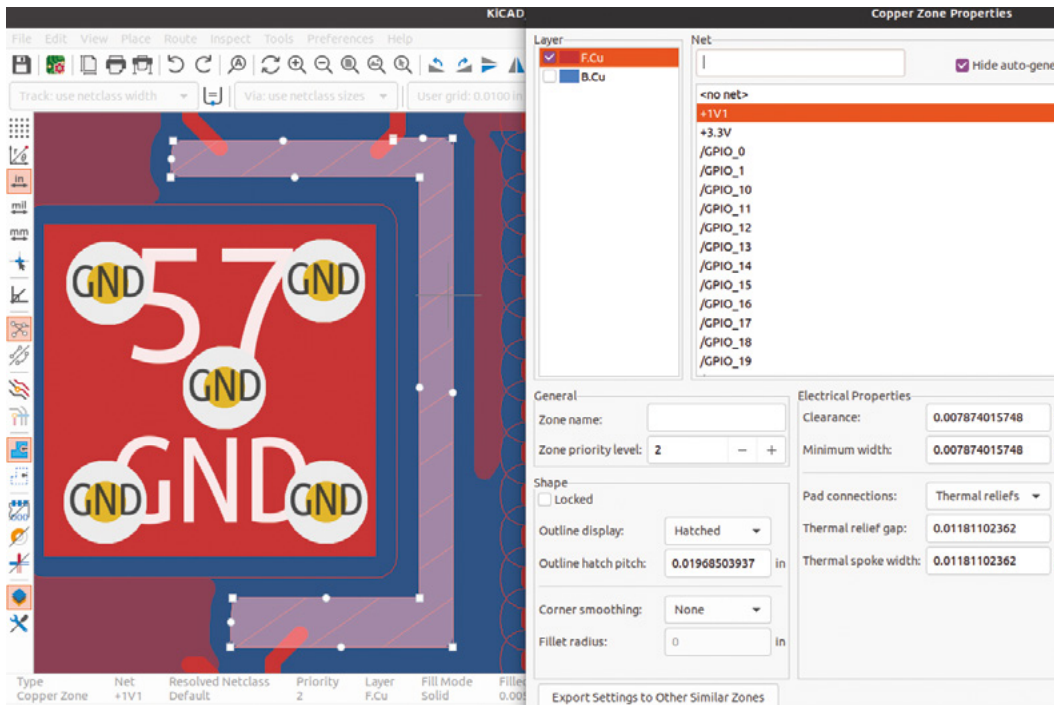 KiCAD
Copper Zone Properties
File Edit View Place Route Inspect Tools Preferences Help
Track: use netclass width
Via: use netclass sizes
User grid: 0.0100 in
in
mil
mm
57
GND
GND
GND
GND
GND
GND
Type Net Resolved Netclass Priority Layer Fill Mode Filled
Copper Zone +1V1 Default 2 F.Cu Solid 0.005
Layer
F.Cu
B.Cu
Net
Hide auto-gene
<no net>
+1V1
+3.3V
/GPIO_0
/GPIO_1
/GPIO_10
/GPIO_11
/GPIO_12
/GPIO_13
/GPIO_14
/GPIO_15
/GPIO_16
/GPIO_17
/GPIO_18
/GPIO_19
General
Zone name:
Zone priority level: 2 − +
Shape
Locked
Outline display: Hatched
Outline hatch pitch: 0.01968503937 in
Corner smoothing: None
Fillet radius: 0 in
Electrical Properties
Clearance: 0.007874015748
Minimum width: 0.007874015748
Pad connections: Thermal reliefs
Thermal relief gap: 0.01181102362
Thermal spoke width: 0.01181102362
Export Settings to Other Similar Zones